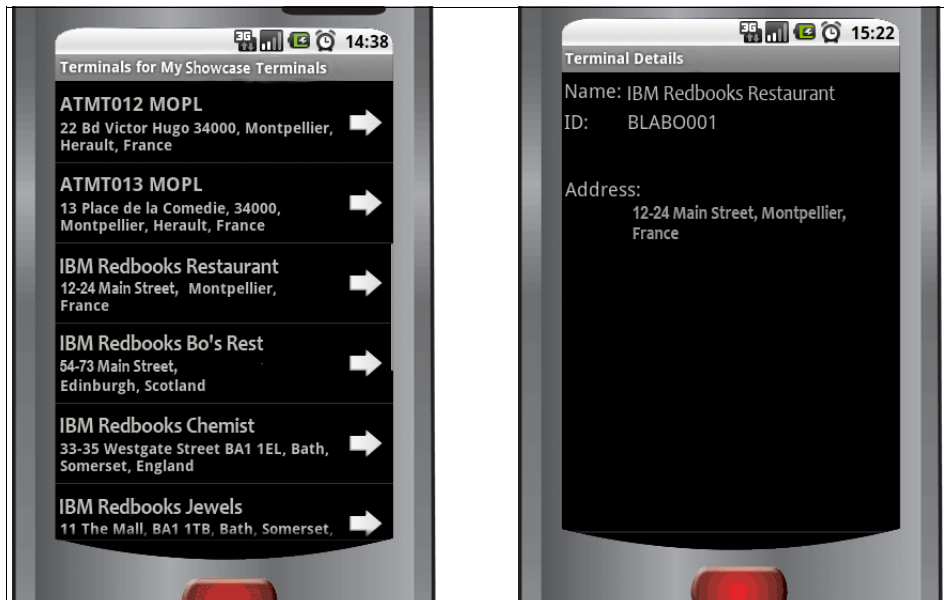 3G 14:38
Terminals for My Showcase Terminals
ATMT012 MOPL
22 Bd Victor Hugo 34000, Montpellier,
Herault, France
ATMT013 MOPL
13 Place de la Comedie, 34000,
Montpellier, Herault, France
IBM Redbooks Restaurant
12-24 Main Street, Montpellier,
France
IBM Redbooks Bo's Rest
54-73 Main Street,
Edinburgh, Scotland
IBM Redbooks Chemist
33-35 Westgate Street BA1 1EL, Bath,
Somerset, England
IBM Redbooks Jewels
11 The Mall, BA1 1TB, Bath, Somerset,
3G 15:22
Terminal Details
Name: IBM Redbooks Restaurant
ID: BLABO001
Address:
12-24 Main Street, Montpellier,
France